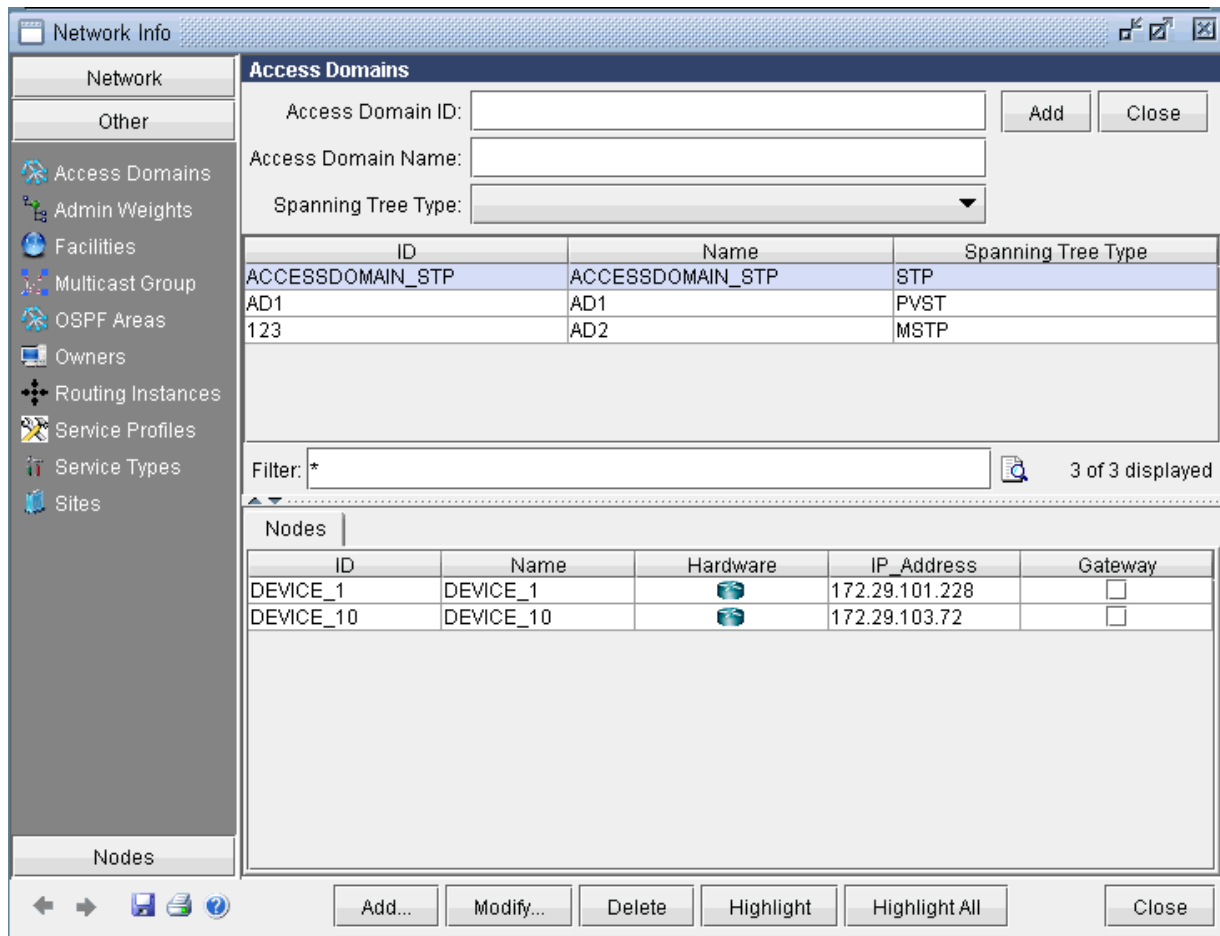 Network Info
Network
Other
Access Domains
Admin Weights
Facilities
Multicast Group
OSPF Areas
Owners
Routing Instances
Service Profiles
Service Types
Sites
Nodes
Access Domains
Access Domain ID:
Add Close
Access Domain Name:
Spanning Tree Type:
ID Name Spanning Tree Type
ACCESSDOMAIN_STP ACCESSDOMAIN_STP STP
AD1 AD1 PVST
123 AD2 MSTP
Filter: * 3 of 3 displayed
Nodes
ID Name Hardware IP_Address Gateway
DEVICE_1 DEVICE_1 172.29.101.228
DEVICE_10 DEVICE_10 172.29.103.72
Add... Modify... Delete Highlight Highlight All Close